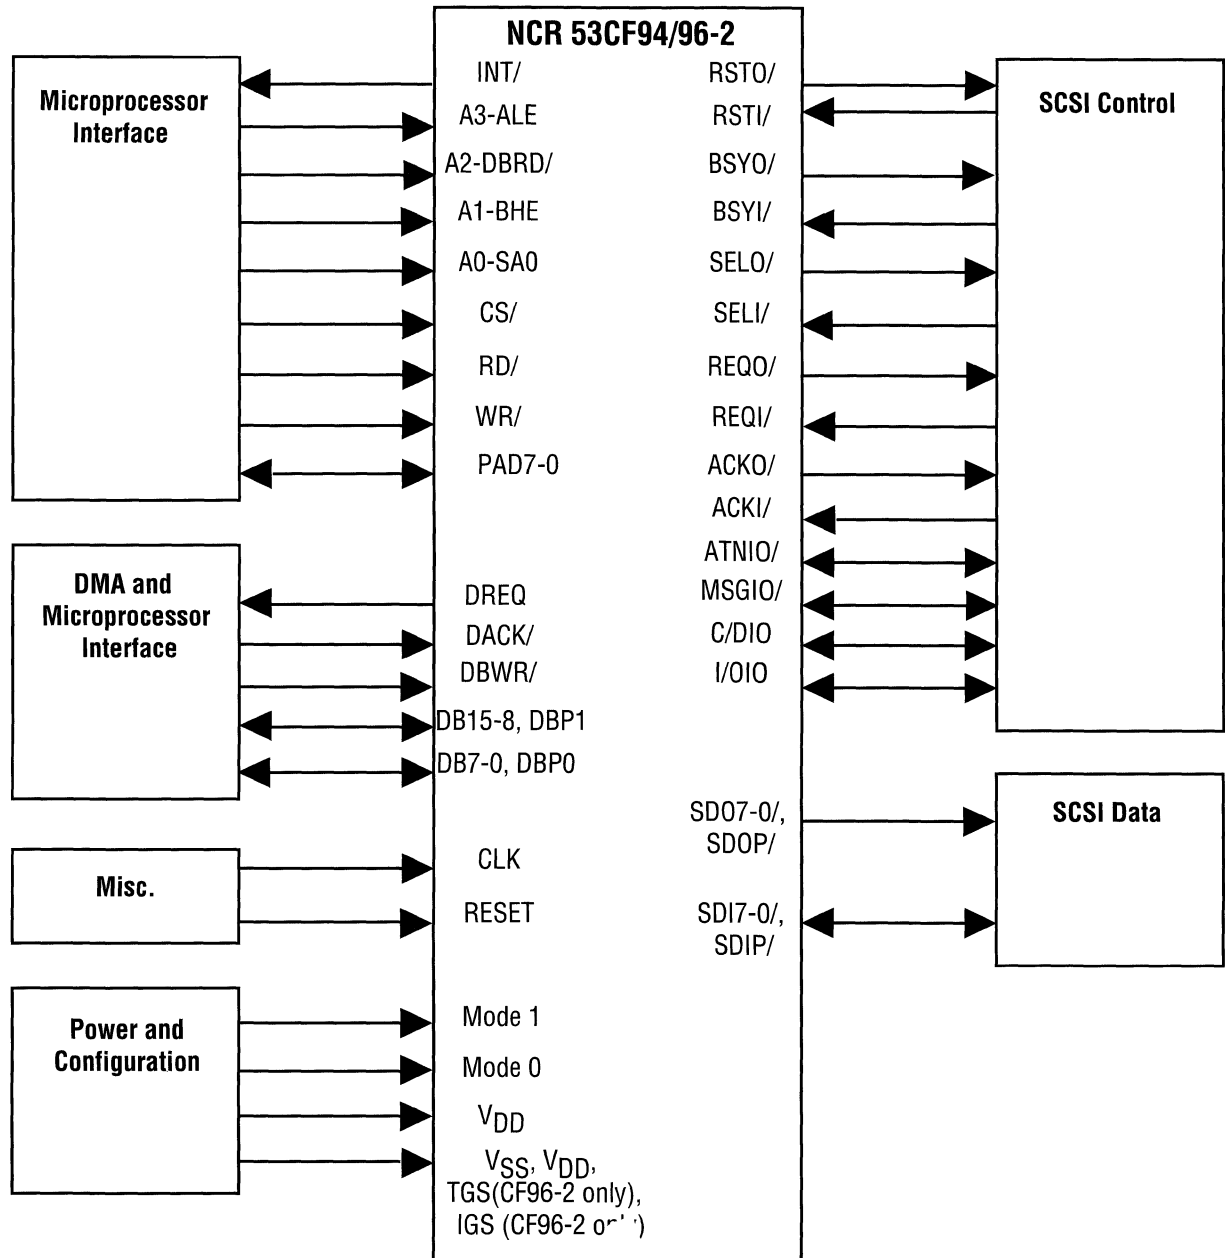 NCR 53CF94/96-2
Microprocessor
Interface
INT/
A3-ALE
A2-DBRD/
A1-BHE
A0-SA0
CS/
RD/
WR/
PAD7-0
DMA and
Microprocessor
Interface
DREQ
DACK/
DBWR/
DB15-8, DBP1
DB7-0, DBP0
Misc.
CLK
RESET
Power and
Configuration
Mode 1
Mode 0
VDD
VSS, VDD,
TGS(CF96-2 only),
IGS (CF96-2
RSTO/
RSTI/
BSYO/
BSYI/
SELO/
SELI/
REQO/
REQI/
ACKO/
ACKI/
ATNIO/
MSGIO/
C/DIO
I/OIO
SCSI Control
SDO7-0/,
SDOP/
SDI7-0/,
SDIP/
SCSI Data